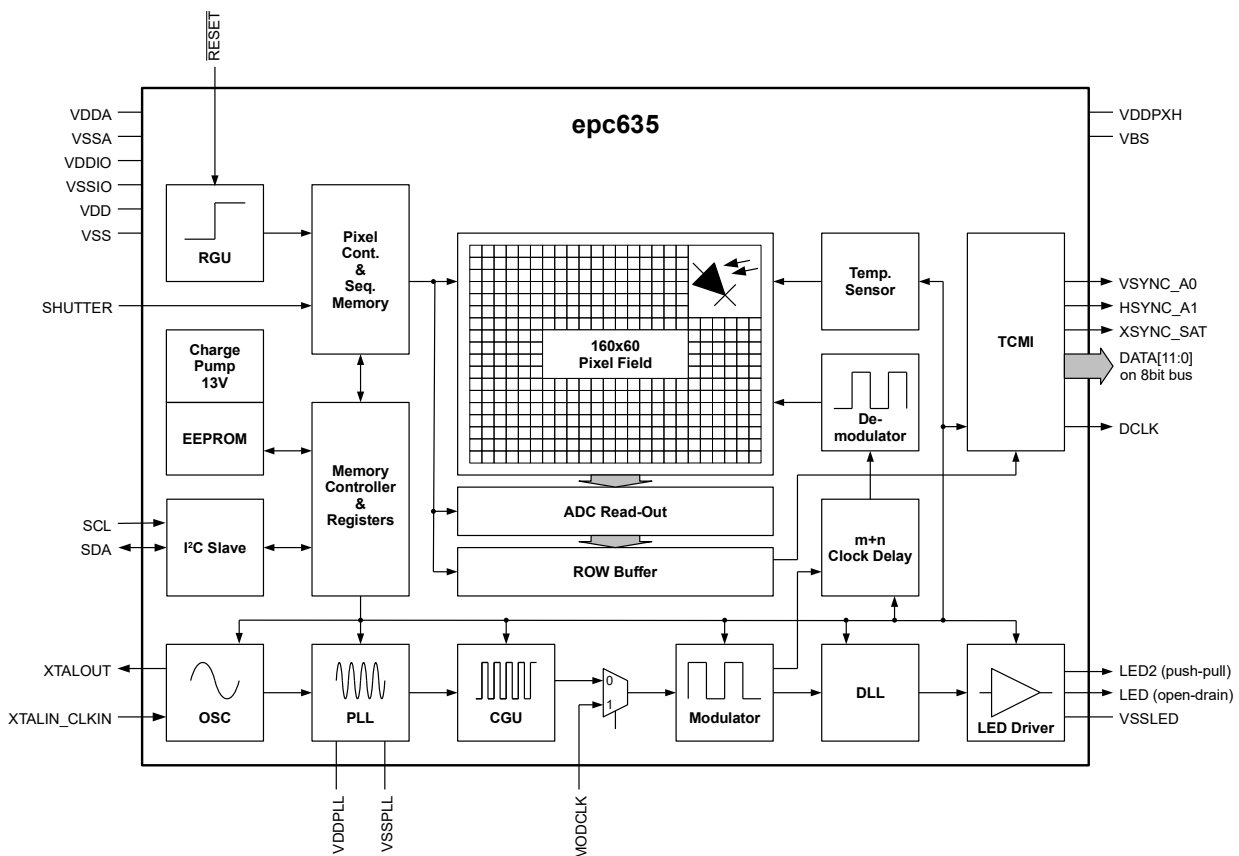 RESET
epc635
VDDA
VSSA
VDDIO
VSSIO
VDD
VSS
SHUTTER
SCL
SDA
XTALOUT
XTALIN_CLKIN
RGU
Pixel
Cont.
&
Seq.
Memory
Charge
Pump
13V
EEPROM
I²C Slave
Memory
Controller
&
Registers
160x60
Pixel Field
ADC Read-Out
ROW Buffer
Temp.
Sensor
De-
modulator
m+n
Clock Delay
TCMI
OSC
PLL
CGU
0
1
Modulator
DLL
LED Driver
VDDPXH
VBS
VSYNC_A0
HSYNC_A1
XSYNC_SAT
DATA[11:0]
on 8bit bus
DCLK
LED2 (push-pull)
LED (open-drain)
VSSLED
VDDPLL
VSSPLL
MODCLK